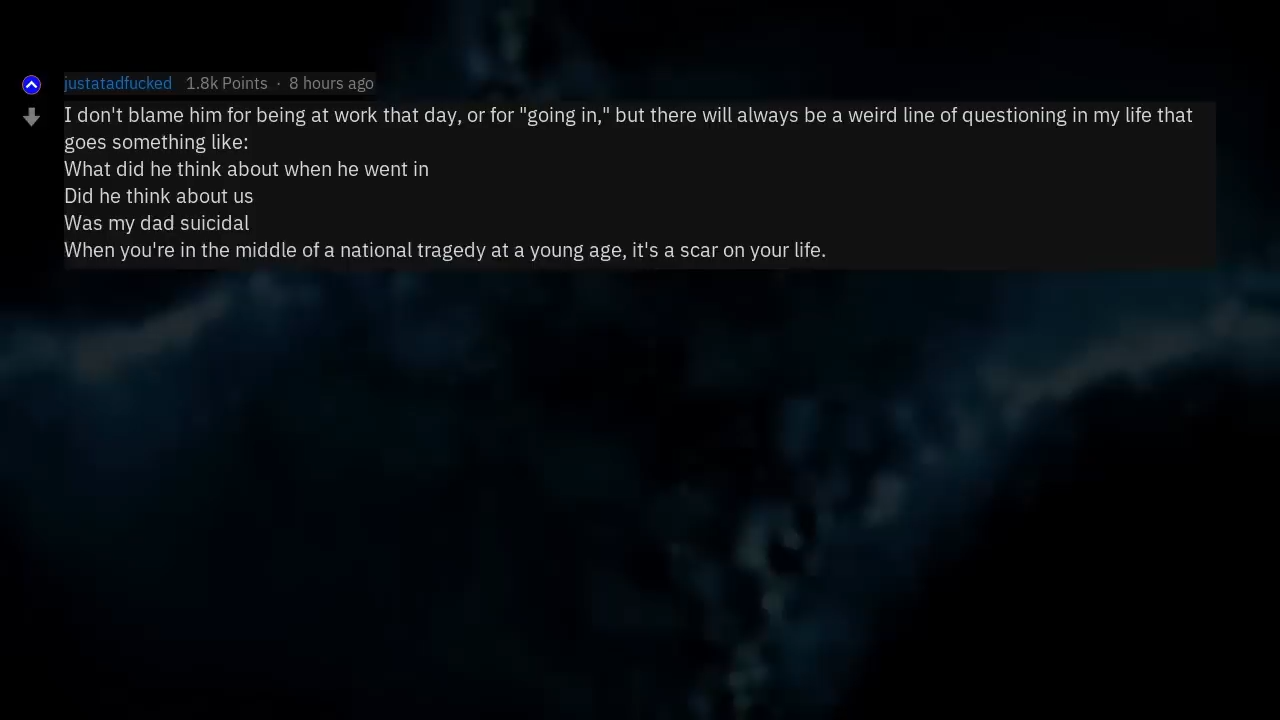 justatadfucked 1.8k Points · 8 hours ago
I don't blame him for being at work that day, or for "going in," but there will always be a weird line of questioning in my life that
goes something like:
What did he think about when he went in
Did he think about us
Was my dad suicidal
When you're in the middle of a national tragedy at a young age, it's a scar on your life.